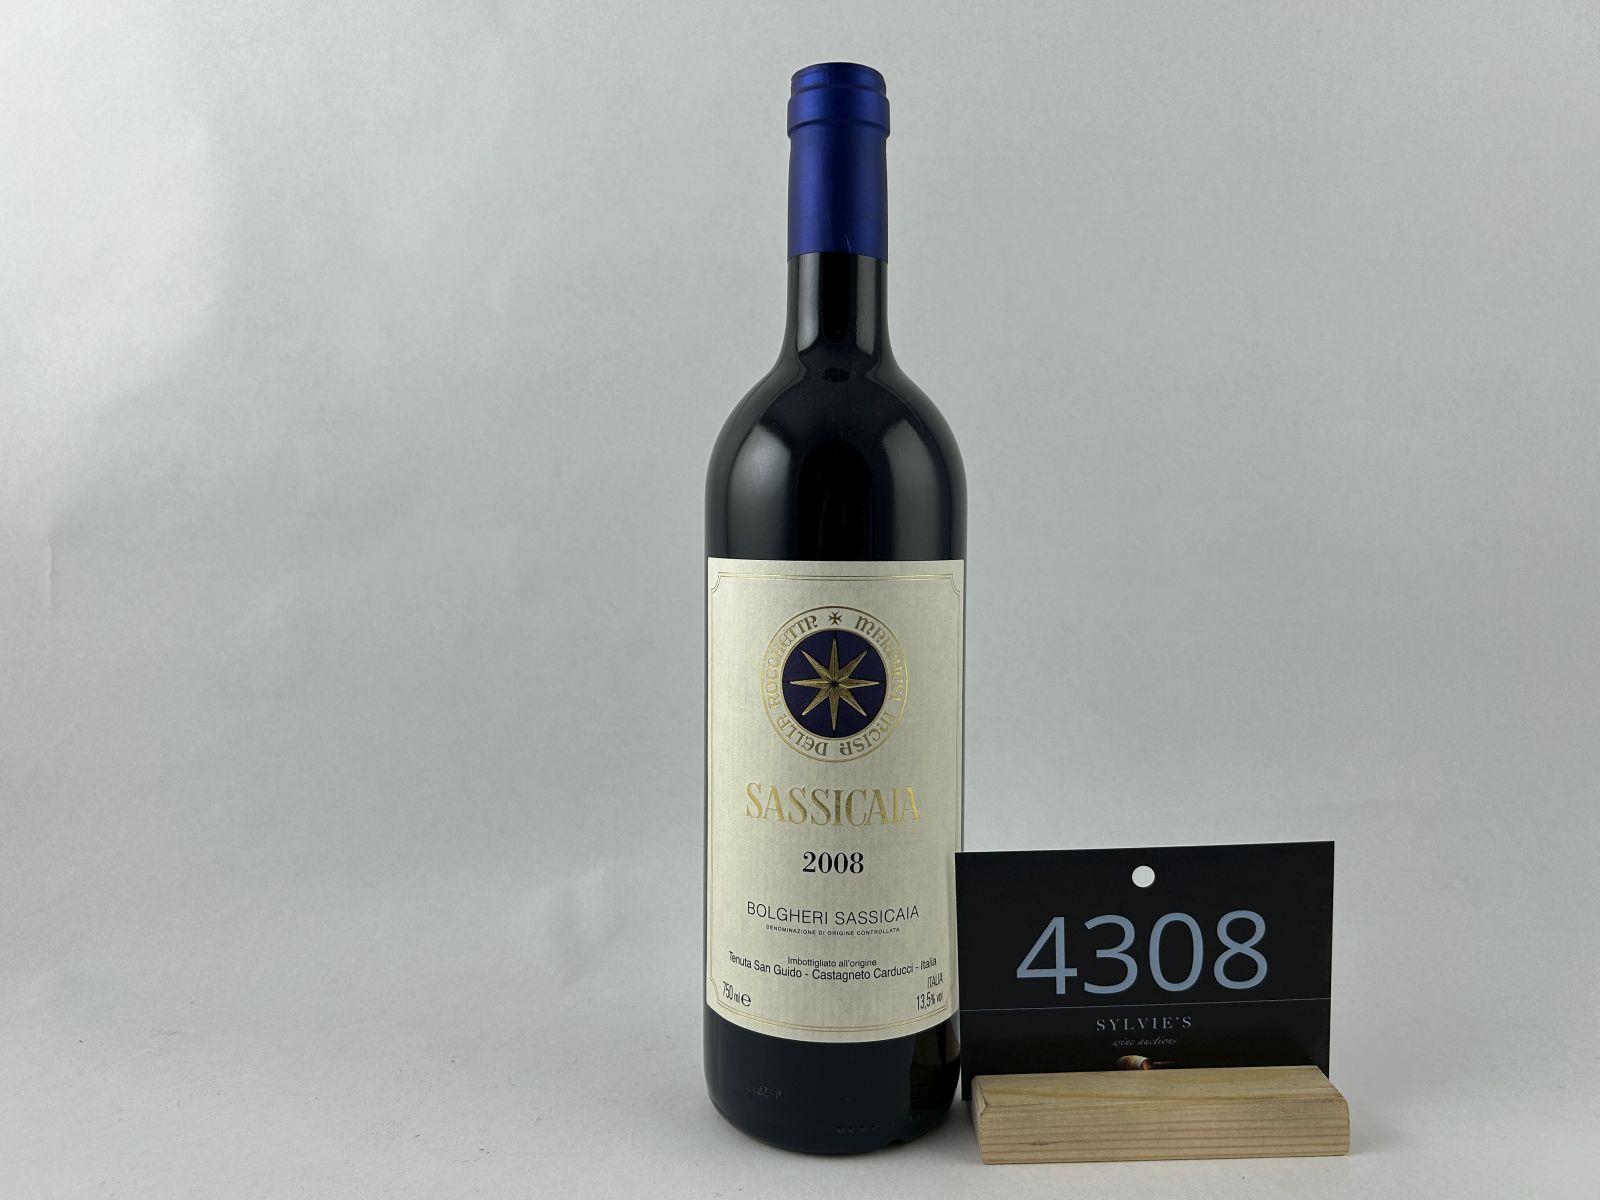 MARCHESI INCISA DELLA ROCCHETTA
SASSICAIA
2008
BOLGHERI SASSICAIA
DENOMINAZIONE DI ORIGINE CONTROLLATA
Imbottigliato all'origine
Tenuta San Guido - Castagneto Carducci - Italia
ITALIA
750 ml e
13,5% vol
4308
SYLVIE'S
wine auctions